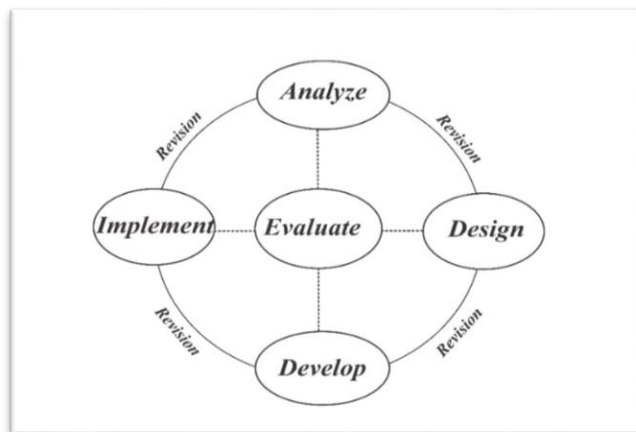 Analyze
Revision
Revision
Implement
Evaluate
Design
Revision
Revision
Develop